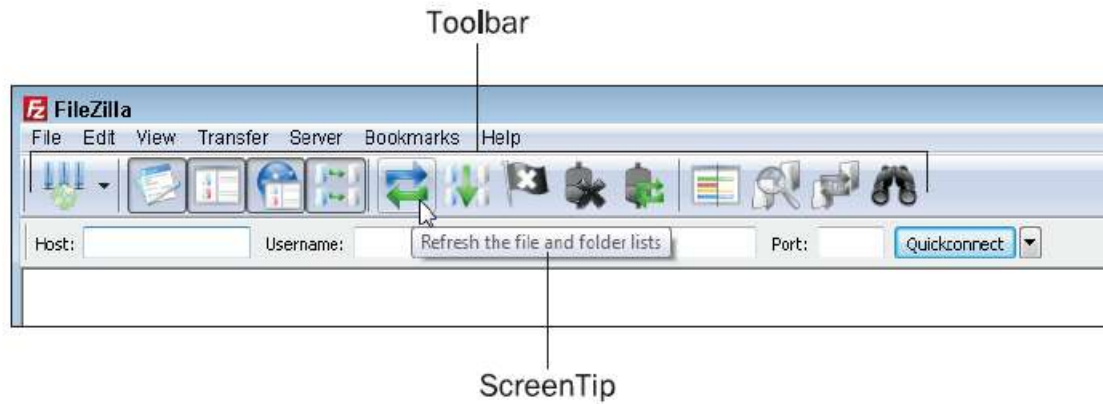 Toolbar
Fz FileZilla
File Edit View Transfer Server Bookmarks Help
Host: Username: Refresh the file and folder lists Port: Quickconnect
ScreenTip